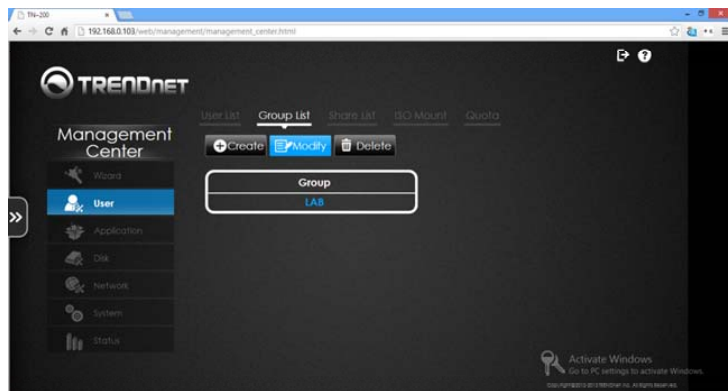 TN-200
192.168.0.103/web/management/management_center.html
TRENDNET
User List Group List Share List ISO Mount Quota
Management
Center
Create Modify Delete
Wizard
Group
User
LAB
Application
Disk
Network
System
Status
Activate Windows
Go to PC settings to activate Windows.